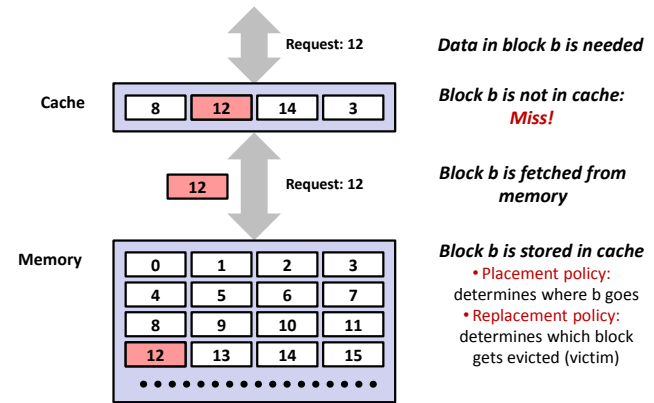 Request: 12
Data in block b is needed
Cache
8 12 14 3
Block b is not in cache:
Miss!
12
Request: 12
Block b is fetched from
memory
Memory
0 1 2 3
4 5 6 7
8 9 10 11
12 13 14 15
Block b is stored in cache
• Placement policy:
determines where b goes
• Replacement policy:
determines which block
gets evicted (victim)